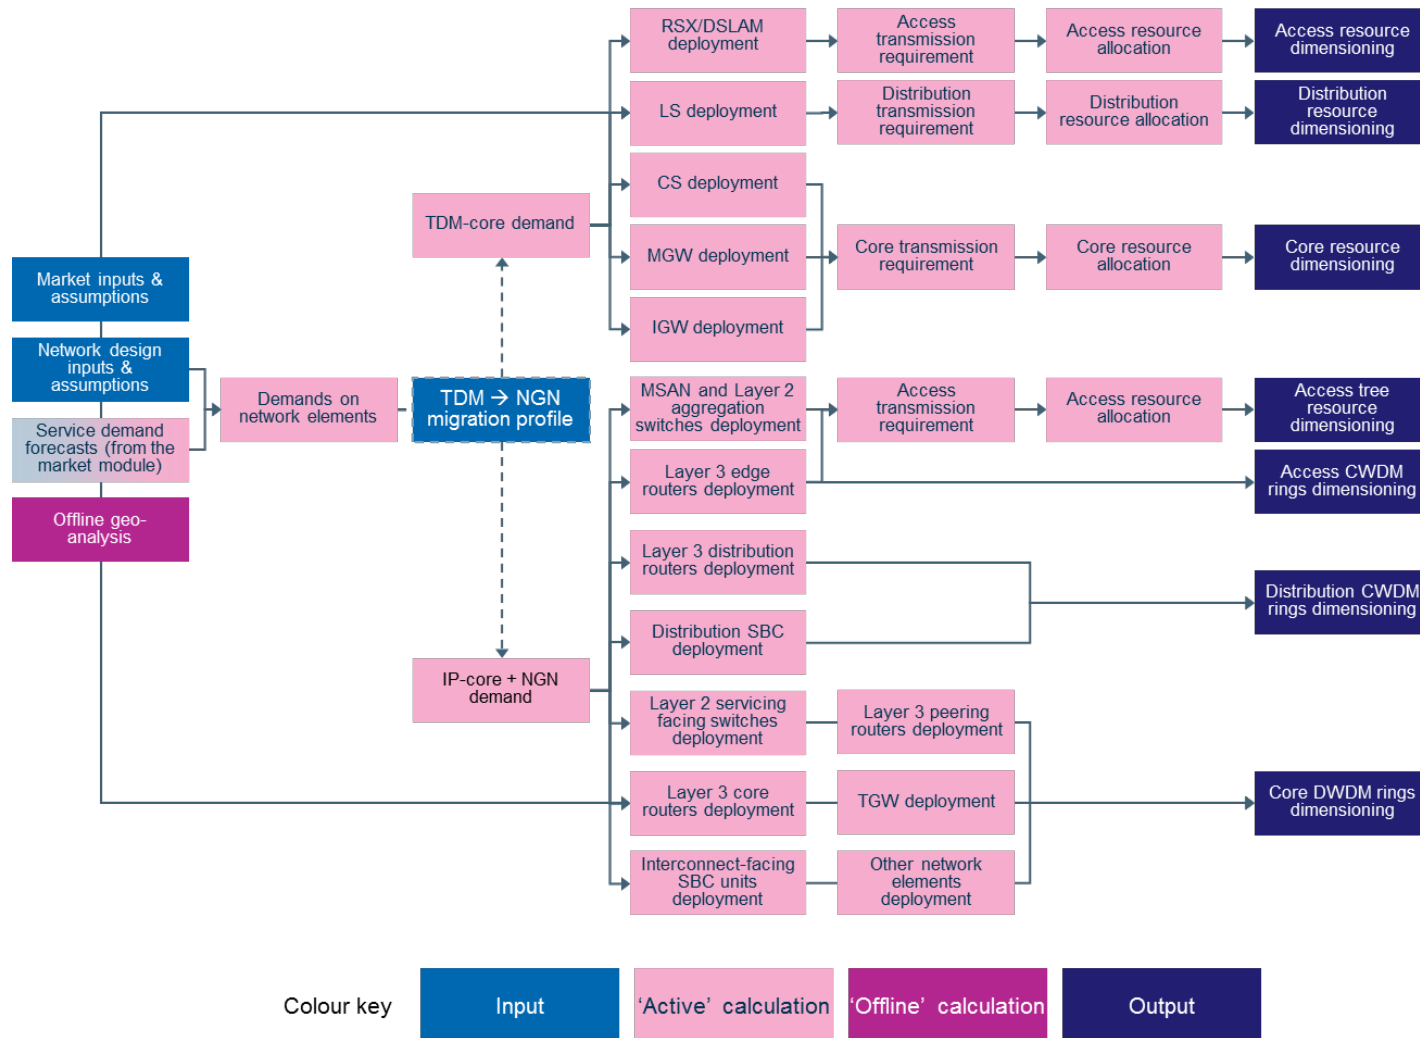 RSX/DSLAM
deployment
Access
transmission
requirement
Access resource
allocation
Access resource
dimensioning
LS deployment
Distribution
transmission
requirement
Distribution
resource allocation
Distribution
resource
dimensioning
CS deployment
TDM-core demand
MGW deployment
Core transmission
requirement
Core resource
allocation
Core resource
dimensioning
IGW deployment
Market inputs &
assumptions
Network design
inputs &
assumptions
Service demand
forecasts (from the
market module)
Offline geo-
analysis
Demands on
network elements
TDM → NGN
migration profile
MSAN and Layer 2
aggregation
switches deployment
Access
transmission
requirement
Access resource
allocation
Access tree
resource
dimensioning
Layer 3 edge
routers deployment
Access CWDM
rings dimensioning
Layer 3 distribution
routers deployment
Distribution CWDM
rings dimensioning
Distribution SBC
deployment
IP-core + NGN
demand
Layer 2 servicing
facing switches
deployment
Layer 3 peering
routers deployment
Layer 3 core
routers deployment
TGW deployment
Core DWDM rings
dimensioning
Interconnect-facing
SBC units
deployment
Other network
elements
deployment
Colour key
Input
‘Active’ calculation
‘Offline’ calculation
Output